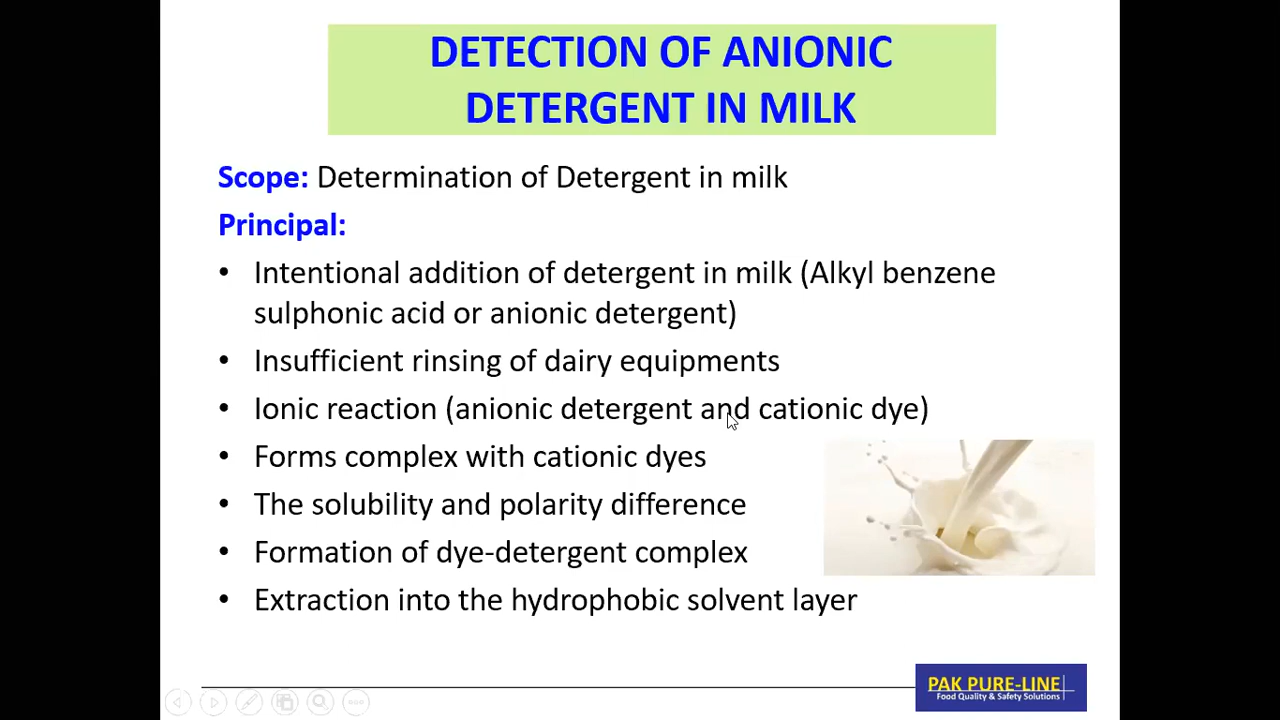 DETECTION OF ANIONIC
DETERGENT IN MILK
Scope: Determination of Detergent in milk
Principal:
• Intentional addition of detergent in milk (Alkyl benzene
sulphonic acid or anionic detergent)
• Insufficient rinsing of dairy equipments
• Ionic reaction (anionic detergent and cationic dye)
• Forms complex with cationic dyes
• The solubility and polarity difference
• Formation of dye-detergent complex
• Extraction into the hydrophobic solvent layer
PAK PURE-LINE
Food Quality & Safety Solutions